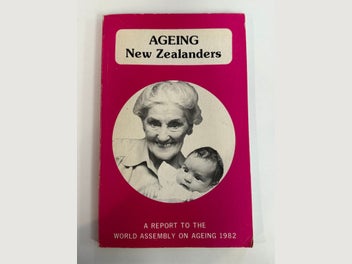 AGEING
New Zealanders
A REPORT TO THE
WORLD ASSEMBLY ON AGEING 1982